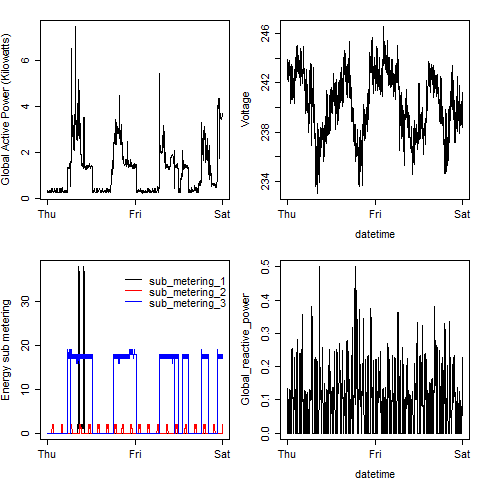 Global Active Power (Kilowatts)
0 2 4 6
Thu Fri Sat
Voltage
234 238 242 246
Thu Fri Sat
datetime
Energy sub metering
0 10 20 30
sub_metering_1
sub_metering_2
sub_metering_3
Thu Fri Sat
Global_reactive_power
0.0 0.1 0.2 0.3 0.4 0.5
Thu Fri Sat
datetime